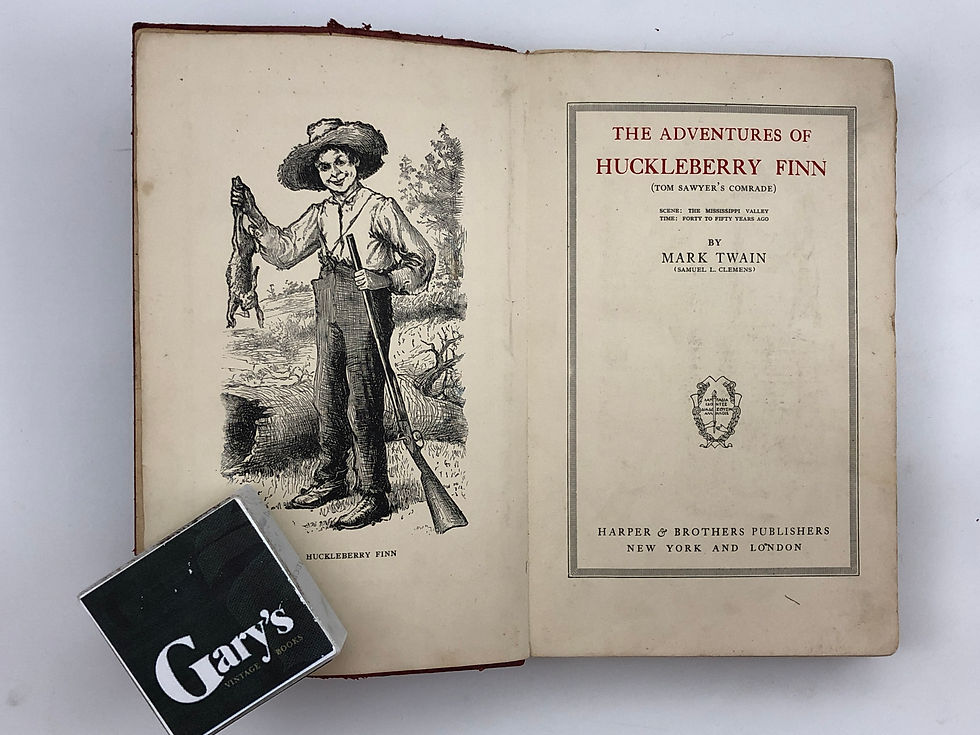 HUCKLEBERRY FINN
Gary's
VINTAGE BOOKS
THE ADVENTURES OF
HUCKLEBERRY FINN
(TOM SAWYER'S COMRADE)
SCENE: THE MISSISSIPPI VALLEY
TIME: FORTY TO FIFTY YEARS AGO
BY
MARK TWAIN
(SAMUEL L. CLEMENS)
HARPER & BROTHERS PUBLISHERS
NEW YORK AND LONDON